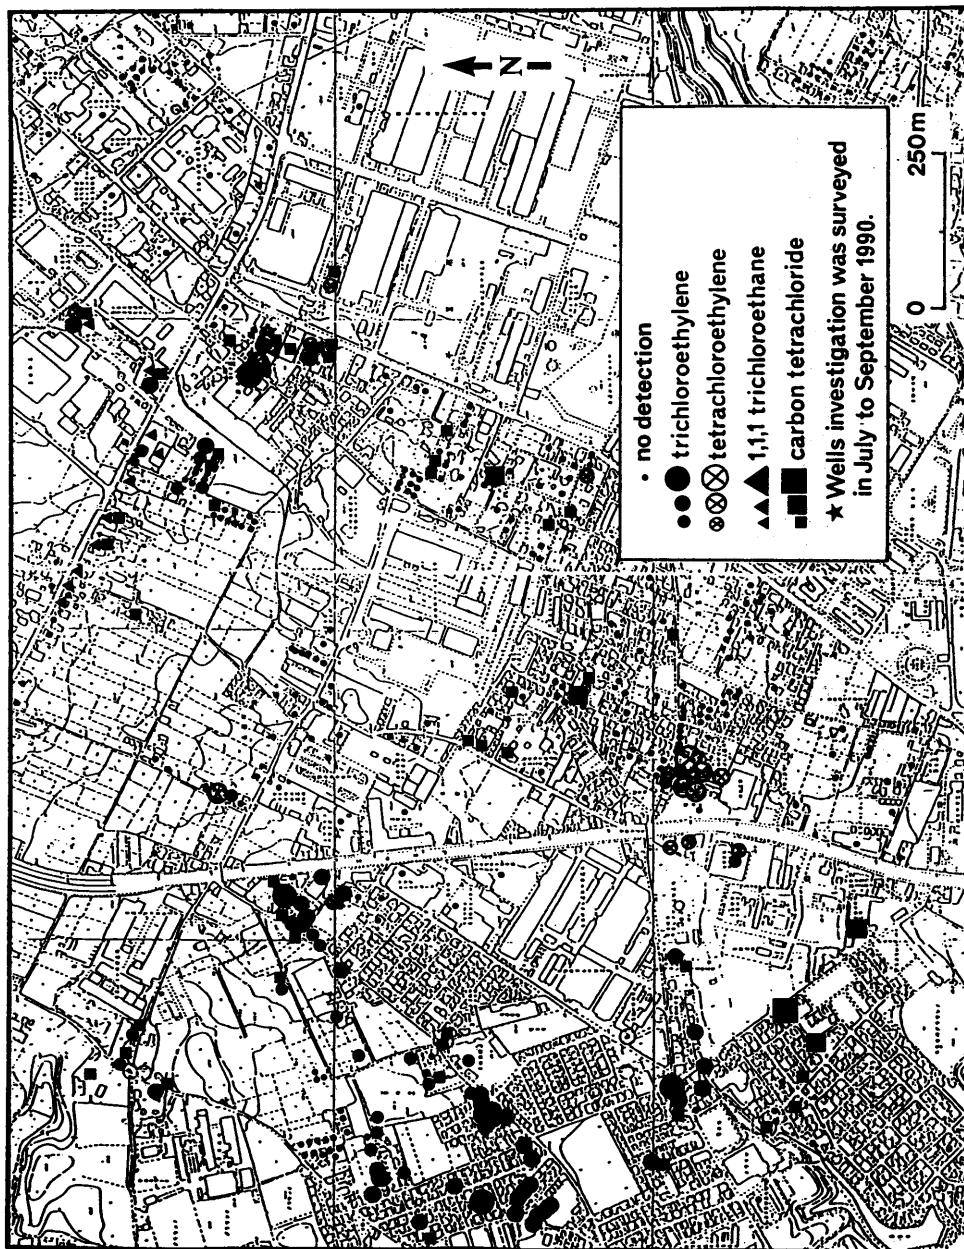 N
· no detection
trichloroethylene
tetrachloroethylene
1,1,1 trichloroethane
carbon tetrachloride
★ Wells investigation was surveyed
in July to September 1990.
0 250m